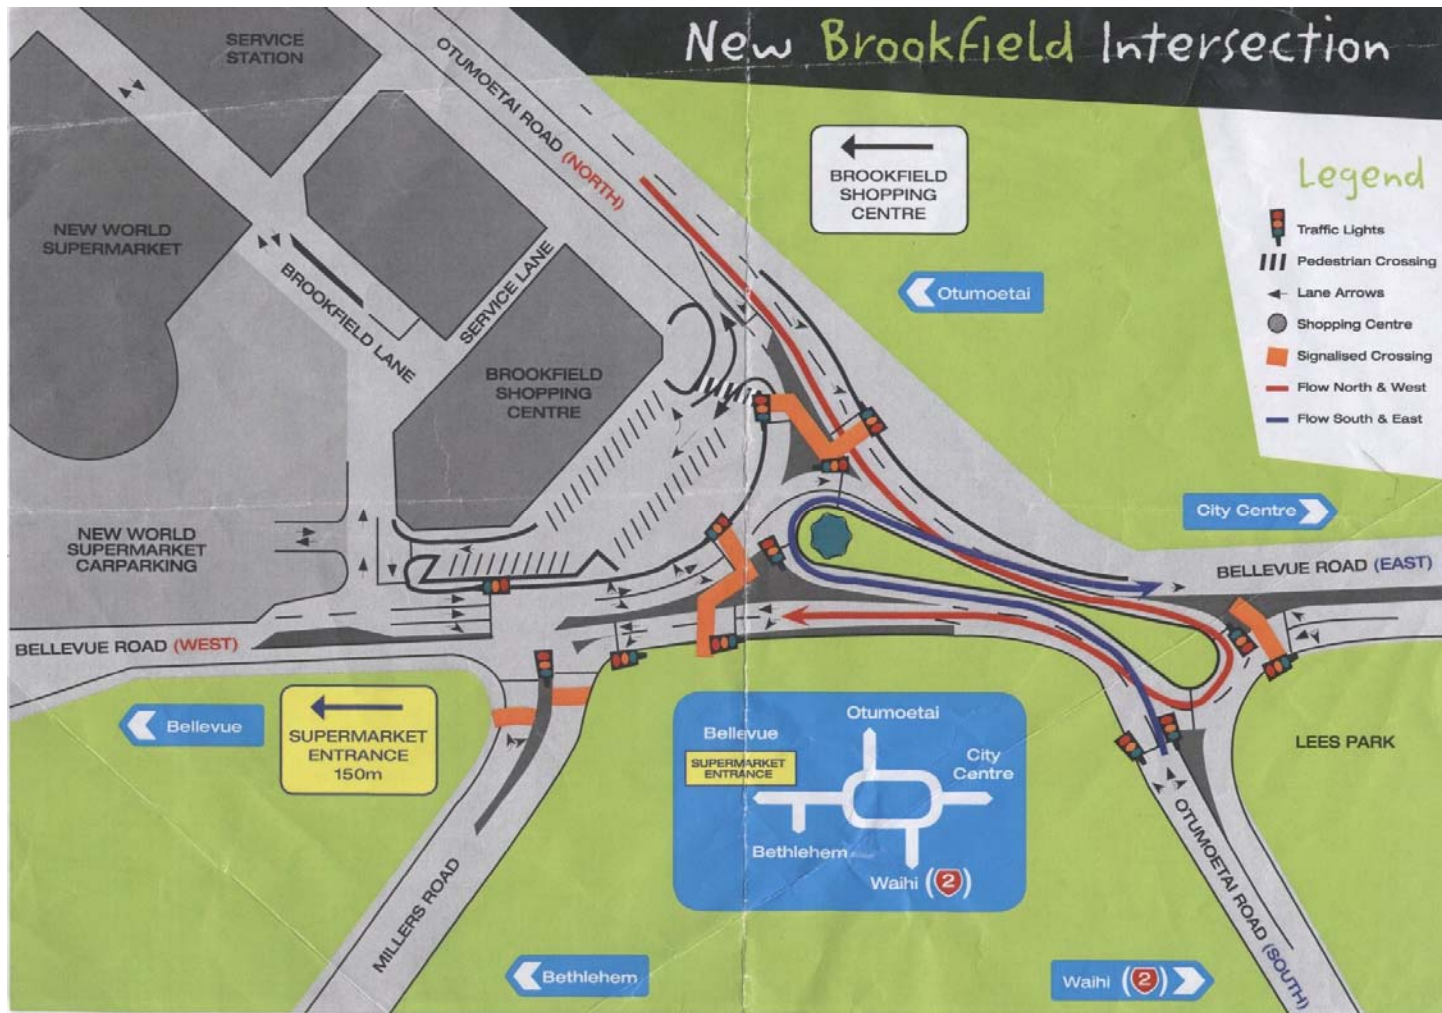 New Brookfield Intersection
SERVICE
STATION
OTUMOETAI ROAD (NORTH)
BROOKFIELD
SHOPPING
CENTRE
Legend
Traffic Lights
Pedestrian Crossing
Lane Arrows
Shopping Centre
Signalised Crossing
Flow North & West
Flow South & East
NEW WORLD
SUPERMARKET
BROOKFIELD LANE
SERVICE LANE
Otumoetai
BROOKFIELD
SHOPPING
CENTRE
City Centre
NEW WORLD
SUPERMARKET
CARPARKING
BELLEVUE ROAD (EAST)
BELLEVUE ROAD (WEST)
Bellevue
SUPERMARKET
ENTRANCE
150m
Otumoetai
Bellevue
SUPERMARKET
ENTRANCE
City
Centre
Bethlehem
Waihi (2)
LEES PARK
MILLERS ROAD
OTUMOETAI ROAD (SOUTH)
Bethlehem
Waihi (2)